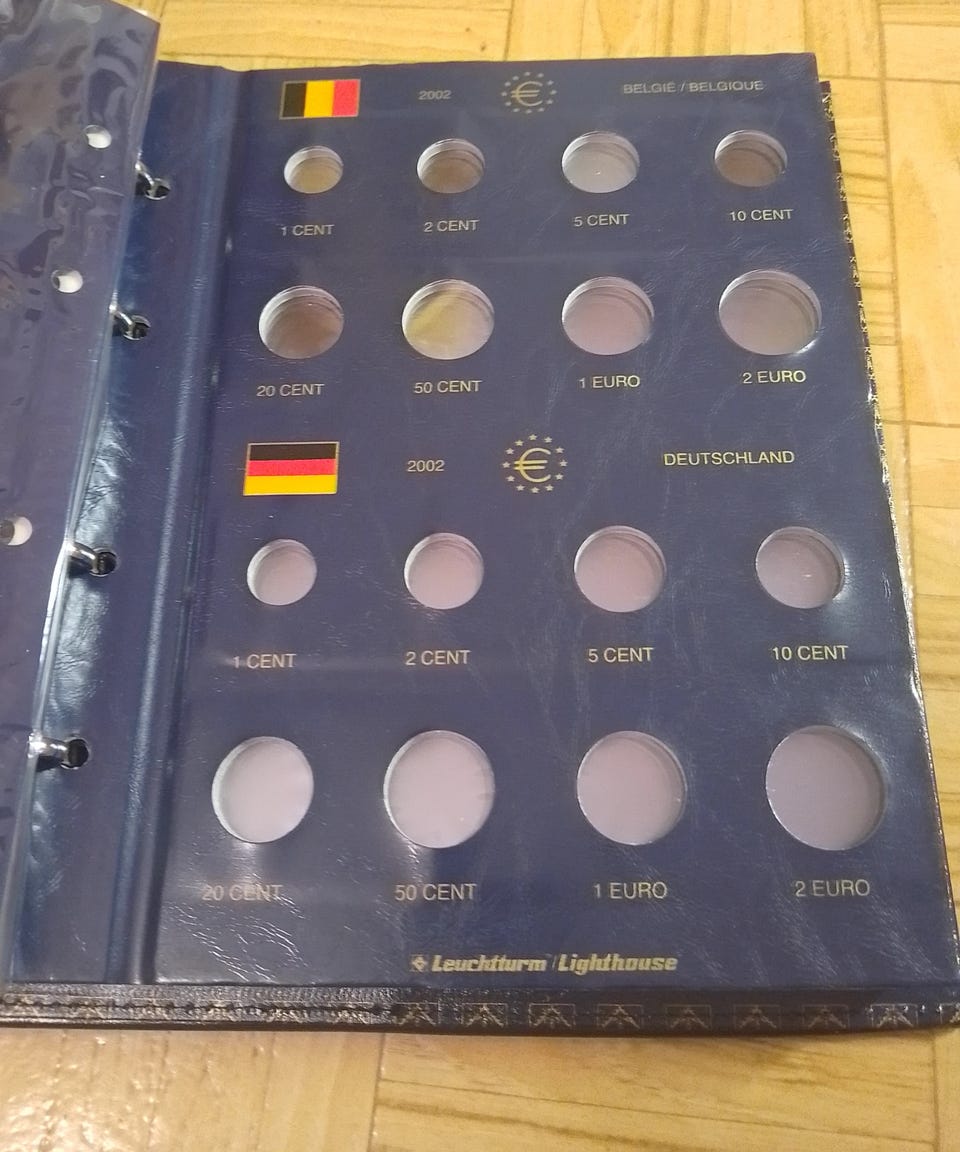 2002 € BELGIË / BELGIQUE
1 CENT 2 CENT 5 CENT 10 CENT
20 CENT 50 CENT 1 EURO 2 EURO
2002 € DEUTSCHLAND
1 CENT 2 CENT 5 CENT 10 CENT
20 CENT 50 CENT 1 EURO 2 EURO
Leuchtturm / Lighthouse